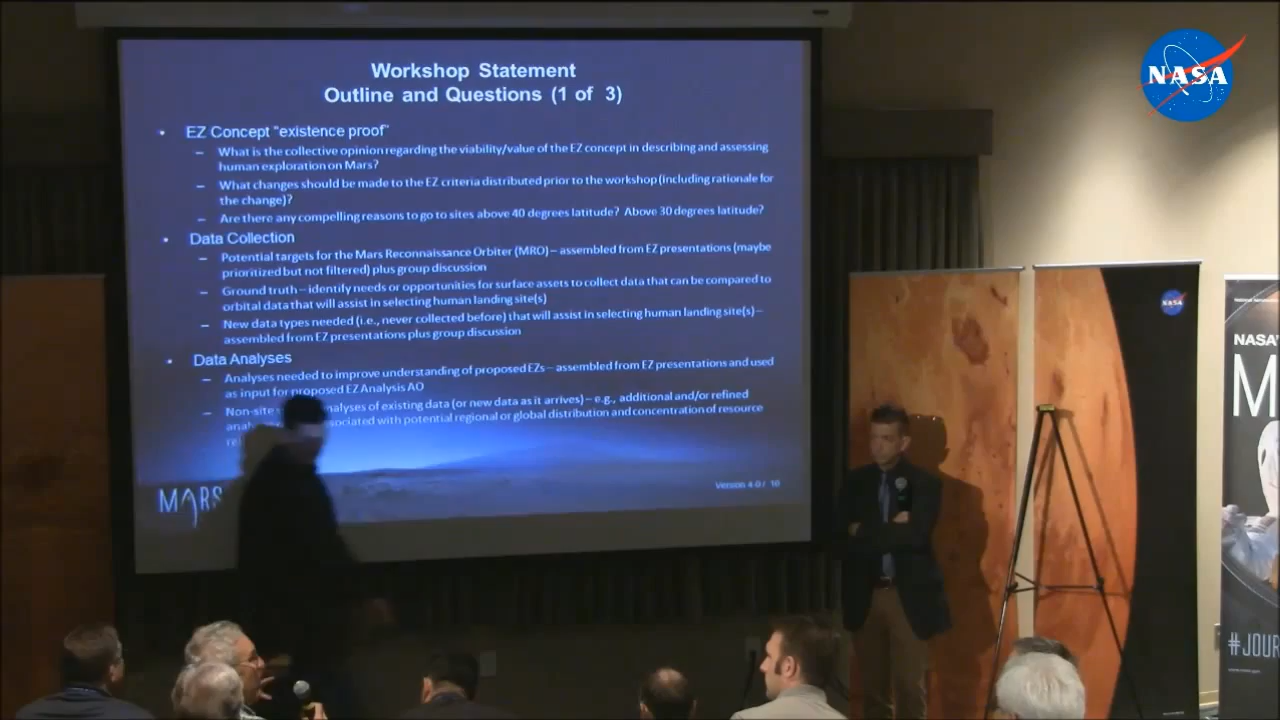 Workshop Statement
Outline and Questions (1 of 3)
• EZ Concept "existence proof"
– What is the collective opinion regarding the viability/value of the EZ concept in describing and assessing
human exploration on Mars?
– What changes should be made to the EZ criteria distributed prior to the workshop (including rationale for
the change)?
– Are there any compelling reasons to go to sites above 40 degrees latitude? Above 30 degrees latitude?
• Data Collection
– Potential targets for the Mars Reconnaissance Orbiter (MRO) – assembled from EZ presentations (maybe
prioritized but not filtered) plus group discussion
– Ground truth – identify needs or opportunities for surface assets to collect data that can be compared to
orbital data that will assist in selecting human landing site(s)
– New data types needed (i.e., never collected before) that will assist in selecting human landing site(s) –
assembled from EZ presentations plus group discussion
• Data Analyses
– Analyses needed to improve understanding of proposed EZs – assembled from EZ presentations and used
as input for proposed EZ Analysis AO
– Non-site analyses of existing data (or new data as it arrives) – e.g., additional and/or refined
associated with potential regional or global distribution and concentration of resource
MARS
Version 4.0 / 10
NASA
NASA
NASA'
M
#JOUR